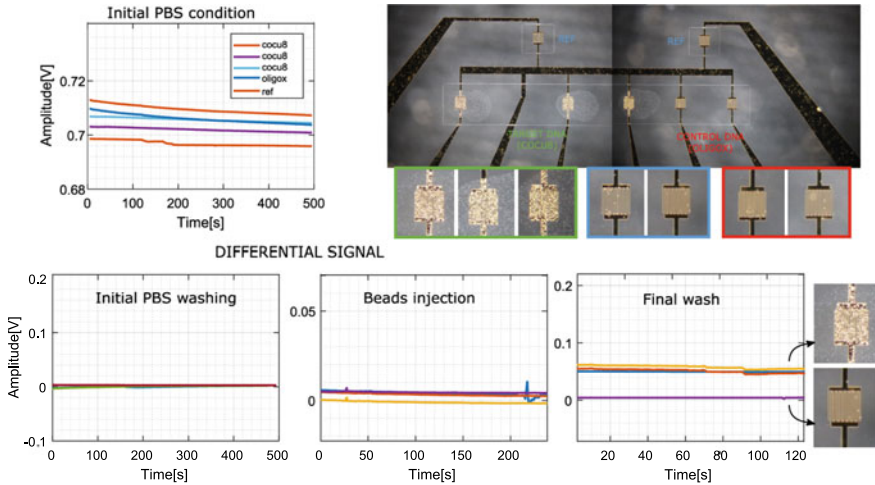 Initial PBS condition
Amplitude[V]
0.72
0.7
0.68
0 100 200 300 400 500
Time[s]
cocu8
cocu8
cocu8
oligox
ref
REF
REF
TARGET DNA
(COCU8)
CONTROL DNA
(OLIGOX)
DIFFERENTIAL SIGNAL
Amplitude[V]
Initial PBS washing
0.2
0.1
0
-0.1
0 100 200 300 400 500
Time[s]
Beads injection
0.05
0
0 50 100 150 200
Time[s]
Final wash
0.2
0.1
0
20 40 60 80 100 120
Time[s]